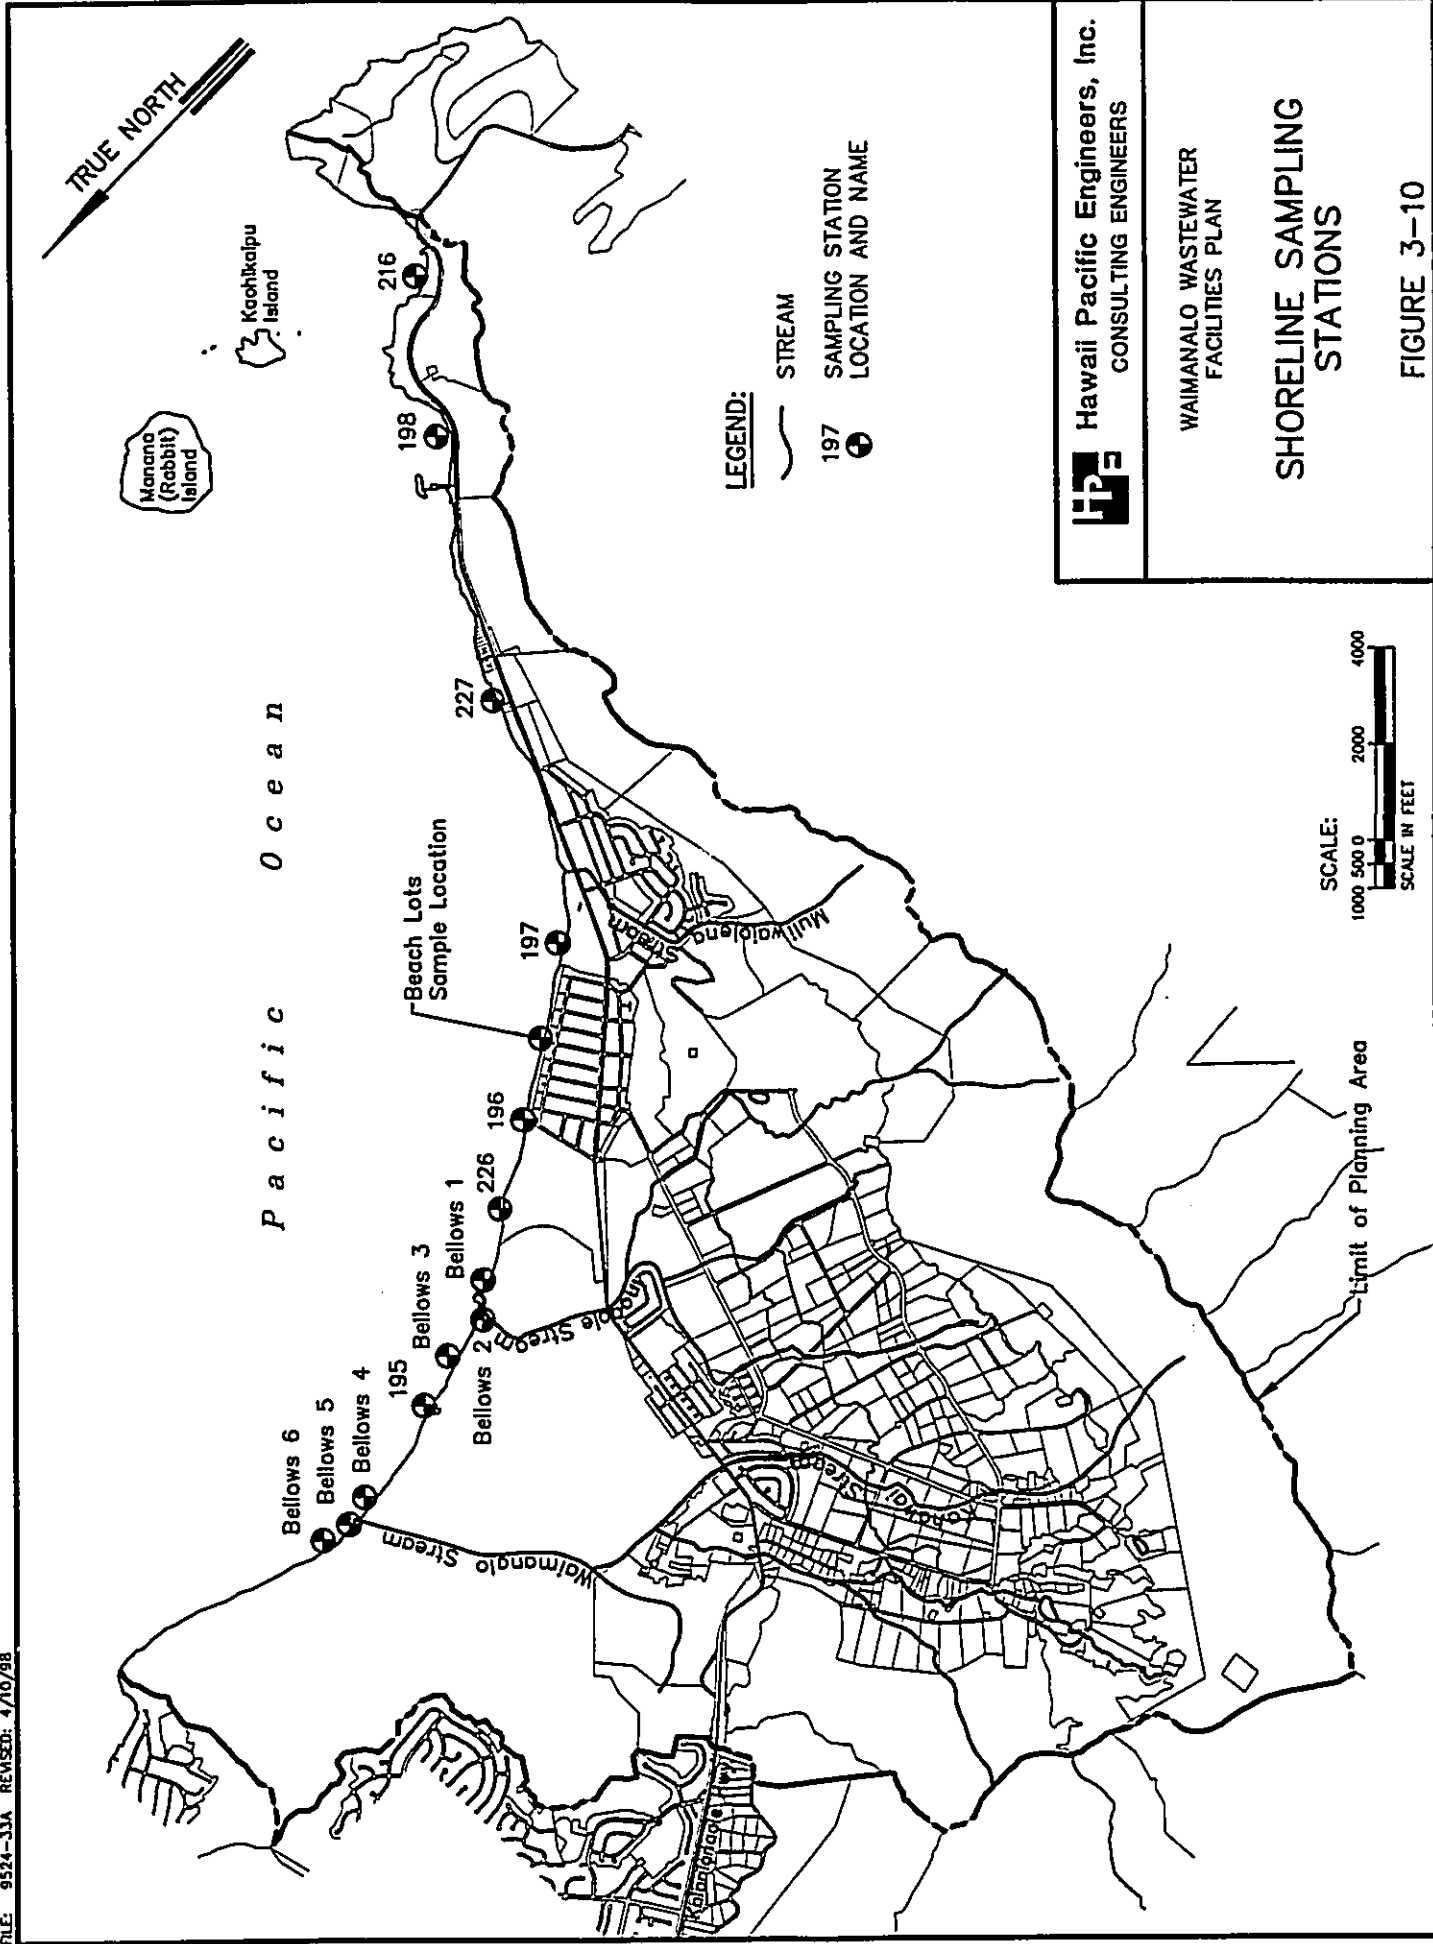 TRUE NORTH
Manana
(Rabbit)
Island
Kaohikaipu
Island
Pacific Ocean
216
198
227
197
Beach Lots
Sample Location
196
226
Bellows 1
Bellows 3
Bellows 2
195
Bellows 4
Bellows 5
Bellows 6
Waimanalo
Stream
Stream
Kahawai
Stream
Muliwaiolena
Stream
Kalanianaole Hwy
Limit of Planning Area
LEGEND:
STREAM
197 SAMPLING STATION
LOCATION AND NAME
SCALE:
1000 500 0 2000 4000
SCALE IN FEET
HPE
Hawaii Pacific Engineers, Inc.
CONSULTING ENGINEERS
WAIMANALO WASTEWATER
FACILITIES PLAN
SHORELINE SAMPLING
STATIONS
FIGURE 3-10
FILE: 9524-33A REVISED: 4/10/98